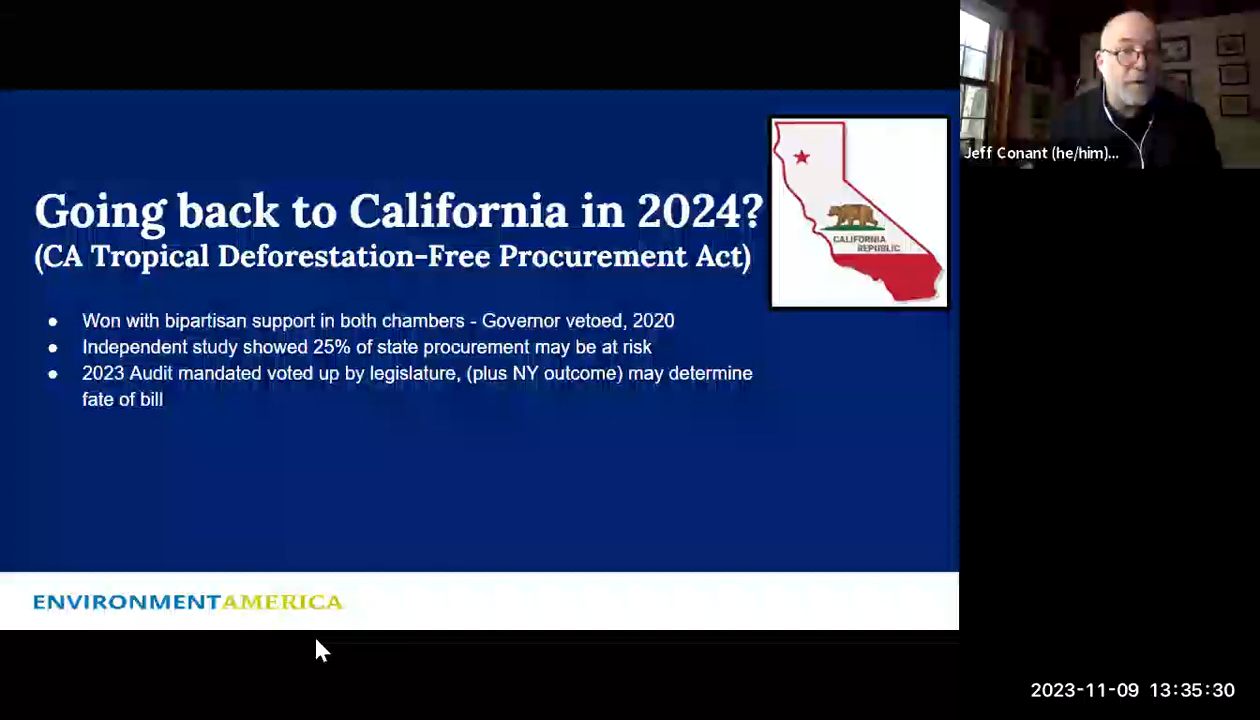 Going back to California in 2024?
(CA Tropical Deforestation-Free Procurement Act)
CALIFORNIA
REPUBLIC
● Won with bipartisan support in both chambers - Governor vetoed, 2020
● Independent study showed 25% of state procurement may be at risk
● 2023 Audit mandated voted up by legislature, (plus NY outcome) may determine
fate of bill
ENVIRONMENTAMERICA
Jeff Conant (he/him)...
2023-11-09 13:35:30